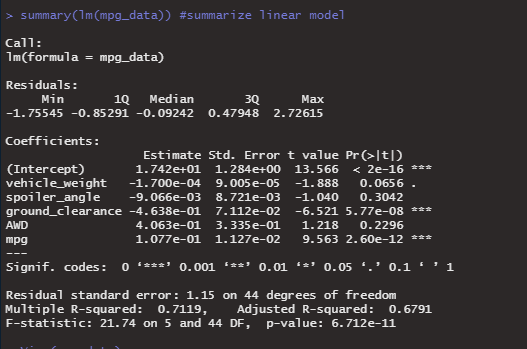 > summary(lm(mpg_data)) #summarize linear model
Call:
lm(formula = mpg_data)
Residuals:
     Min       1Q   Median       3Q      Max
-1.75545 -0.85291 -0.09242  0.47948  2.72615
Coefficients:
                   Estimate Std. Error t value Pr(>|t|)
(Intercept)       1.742e+01  1.284e+00  13.566  < 2e-16 ***
vehicle_weight   -1.700e-04  9.005e-05  -1.888   0.0656 .
spoiler_angle    -9.066e-03  8.721e-03  -1.040   0.3042
ground_clearance -4.638e-01  7.112e-02  -6.521 5.77e-08 ***
AWD               4.063e-01  3.335e-01   1.218   0.2296
mpg               1.077e-01  1.127e-02   9.563 2.60e-12 ***
---
Signif. codes:  0 ‘***’ 0.001 ‘**’ 0.01 ‘*’ 0.05 ‘.’ 0.1 ‘ ’ 1
Residual standard error: 1.15 on 44 degrees of freedom
Multiple R-squared:  0.7119,    Adjusted R-squared:  0.6791
F-statistic: 21.74 on 5 and 44 DF,  p-value: 6.712e-11